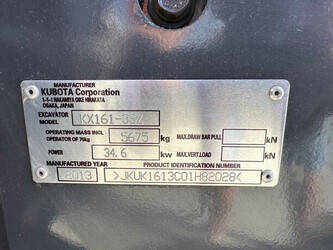 MANUFACTURER
KUBOTA Corporation
1-1-1 NAKAMIYA OIKE HIRAKATA
OSAKA, JAPAN
EXCAVATOR
MODEL KX161-3
OPERATING MASS INCL
OPERATOR OF 76kg 5675 kg MAX.DRAW BAR PULL kN
POWER 34.6 kw MAX.VERT.LOAD kN
MANUFACTURED YEAR PRODUCT IDENTIFICATION NUMBER
2013 >JKUK1613C01H82028<